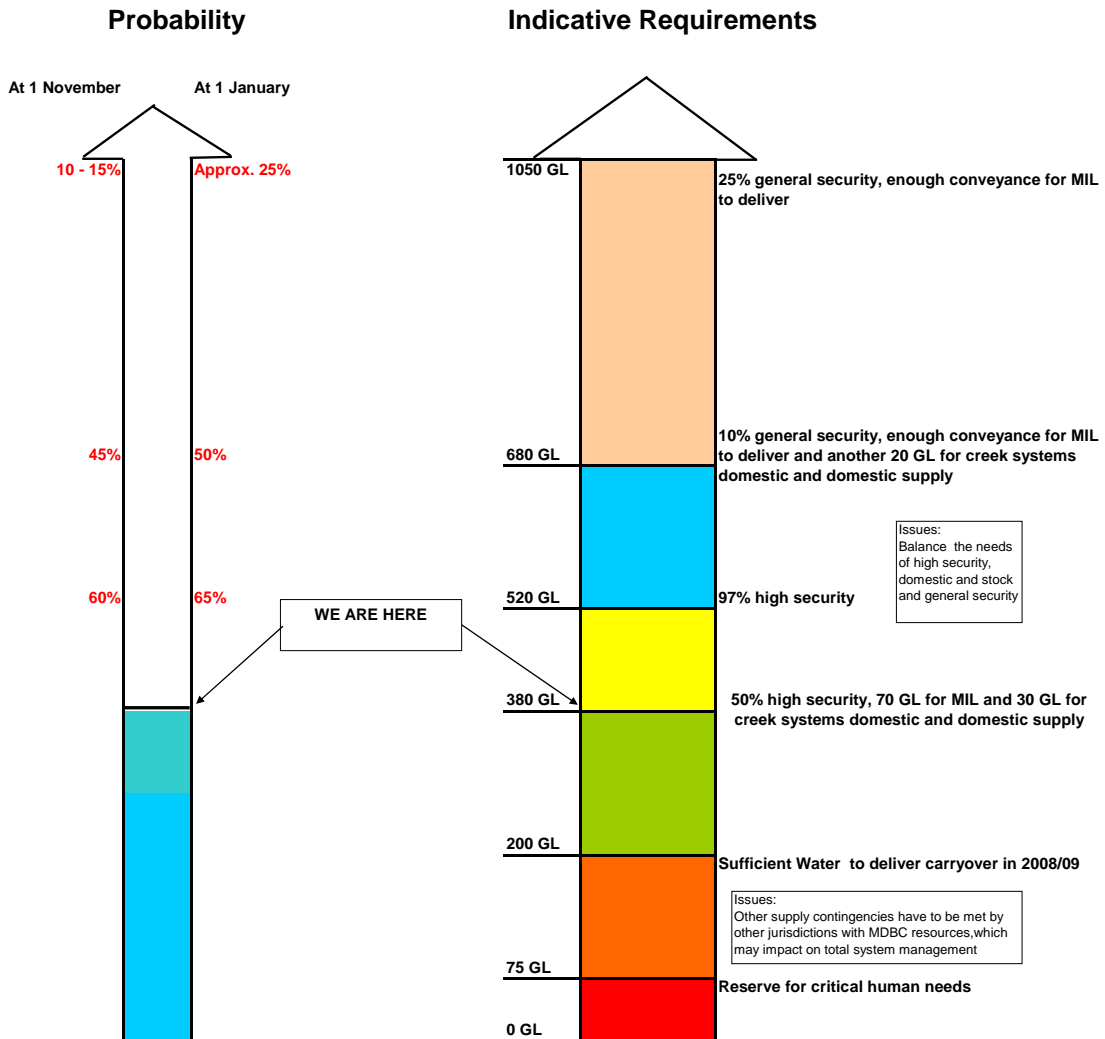 Probability
Indicative Requirements
At 1 November
At 1 January
10 - 15%
Approx. 25%
1050 GL
25% general security, enough conveyance for MIL
to deliver
45%
50%
680 GL
10% general security, enough conveyance for MIL
to deliver and another 20 GL for creek systems
domestic and domestic supply
Issues:
Balance the needs
of high security,
domestic and stock
and general security
60%
65%
520 GL
97% high security
WE ARE HERE
380 GL
50% high security, 70 GL for MIL and 30 GL for
creek systems domestic and domestic supply
200 GL
Sufficient Water to deliver carryover in 2008/09
Issues:
Other supply contingencies have to be met by
other jurisdictions with MDBC resources,which
may impact on total system management
75 GL
Reserve for critical human needs
0 GL